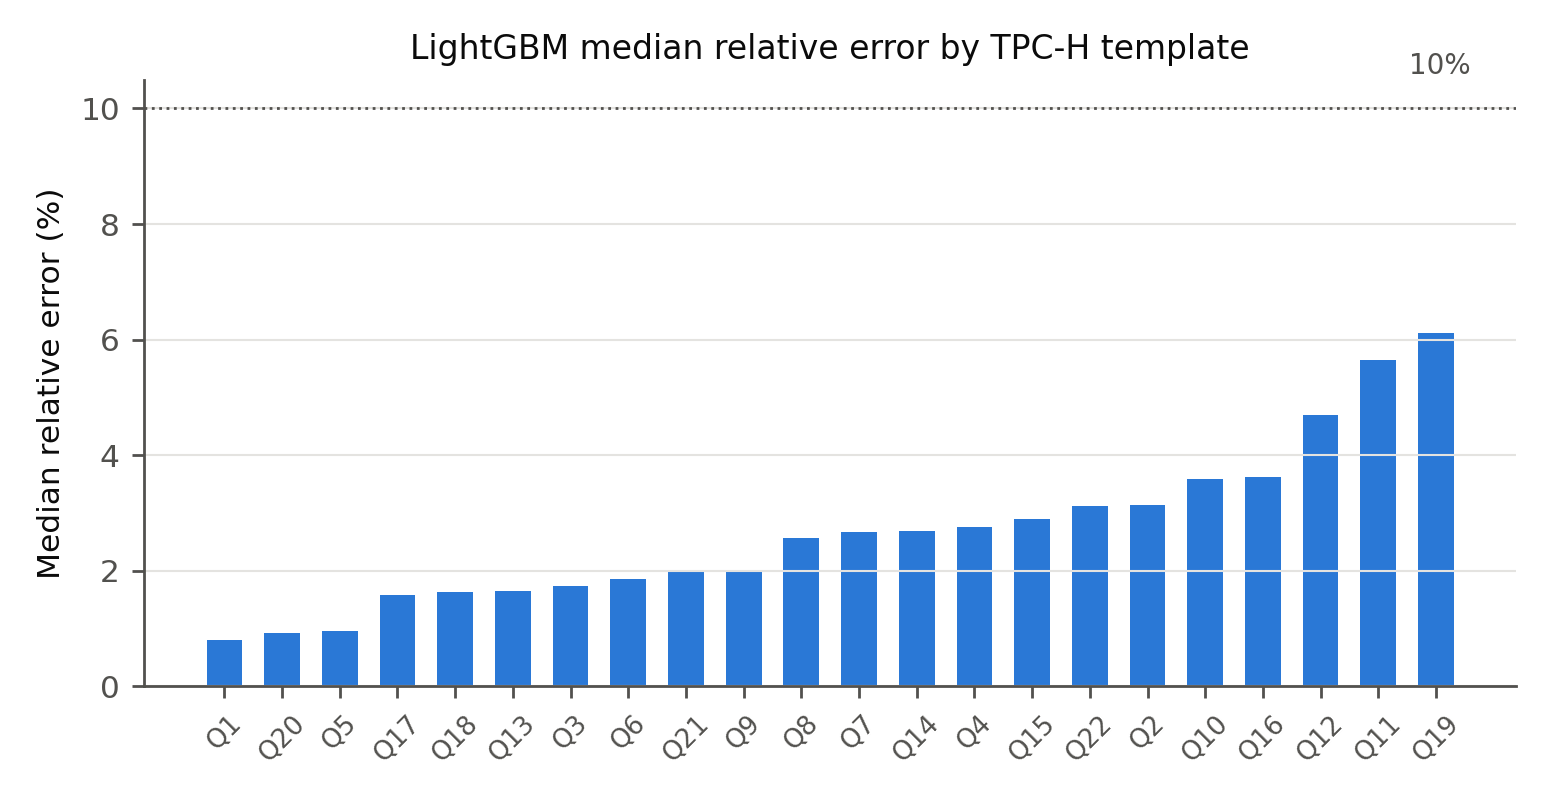 LightGBM median relative error by TPC-H template
10%
Median relative error (%)
10
8
6
4
2
0
Q1
Q20
Q5
Q17
Q18
Q13
Q3
Q6
Q21
Q9
Q8
Q7
Q14
Q4
Q15
Q22
Q2
Q10
Q16
Q12
Q11
Q19